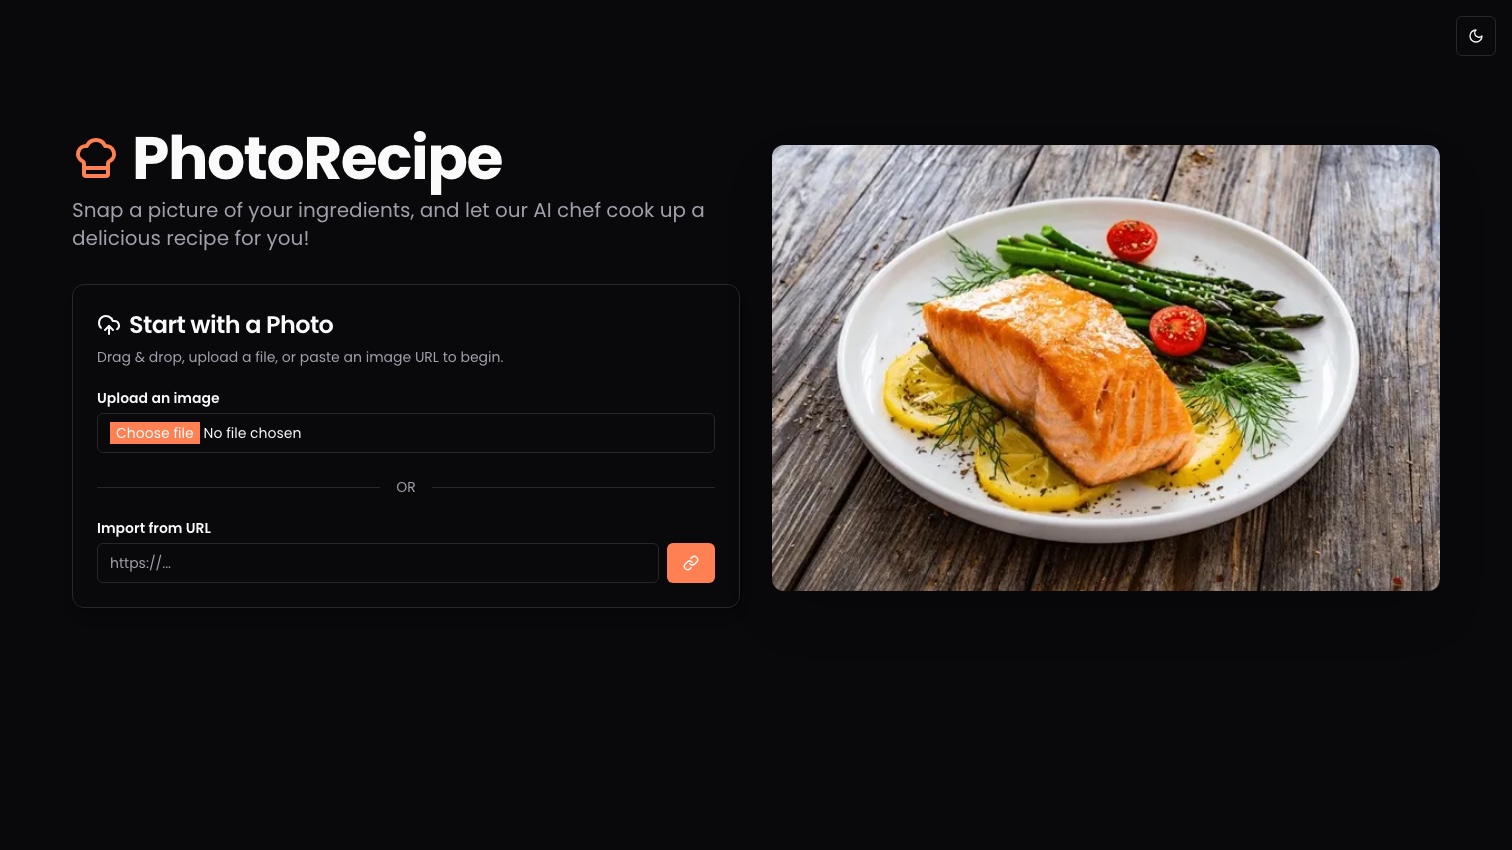 PhotoRecipe
Snap a picture of your ingredients, and let our AI chef cook up a
delicious recipe for you!
Start with a Photo
Drag & drop, upload a file, or paste an image URL to begin.
Upload an image
Choose file No file chosen
OR
Import from URL
https://...